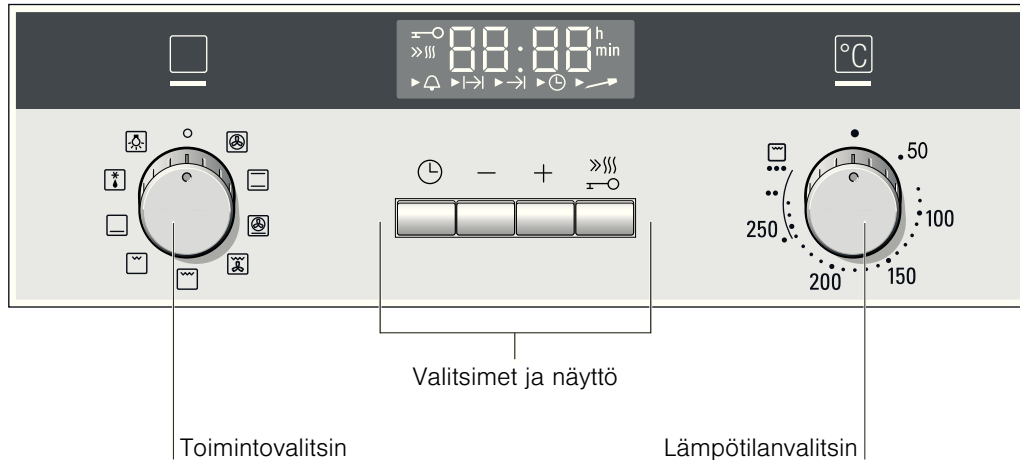 88:88 h min
°C
50
100
150
200
250
Valitsimet ja näyttö
Toimintovalitsin
Lämpötilanvalitsin